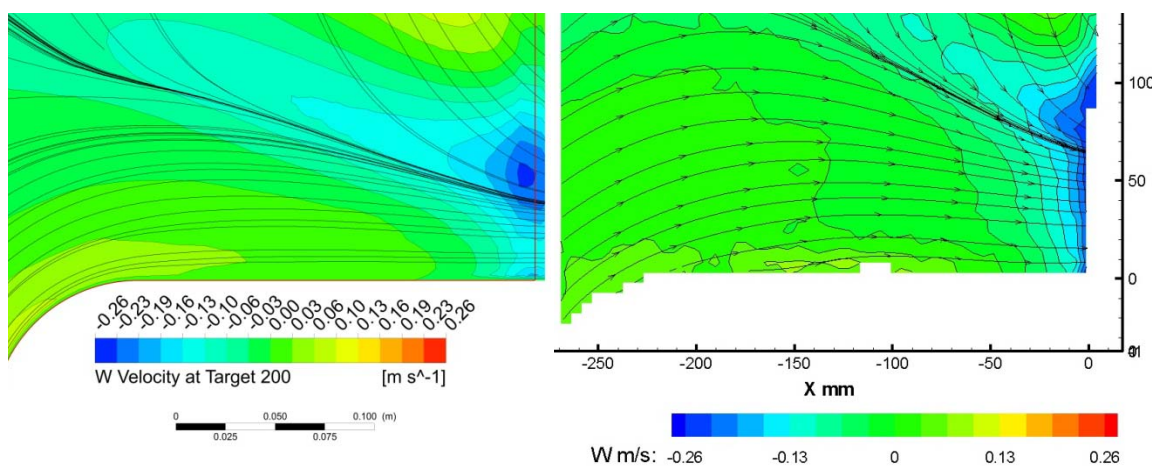 -0.26 -0.23 -0.19 -0.16 -0.13 -0.10 -0.06 -0.03 0.00 0.03 0.06 0.10 0.13 0.16 0.19 0.23 0.26
W Velocity at Target 200 [m s^-1]
0 0.050 0.100 (m)
0.025 0.075
100
50
0
-250 -200 -150 -100 -50 0
X mm
W m/s: -0.26 -0.13 0 0.13 0.26